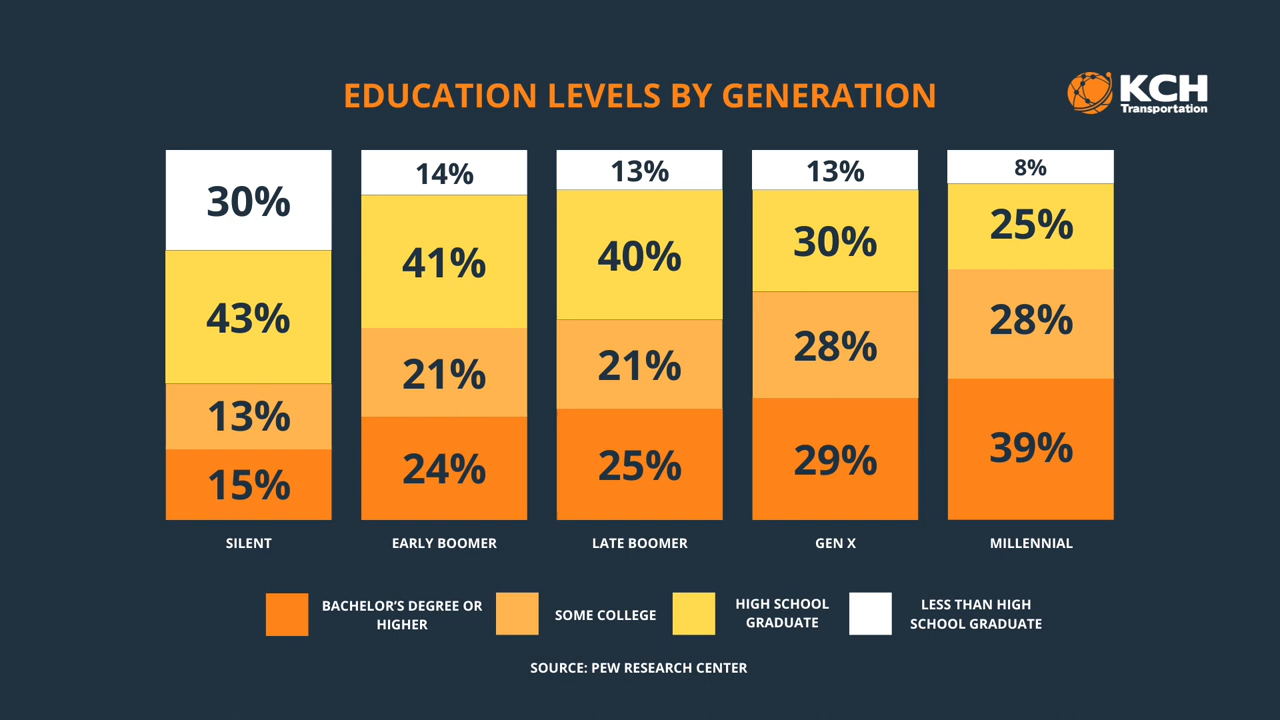 EDUCATION LEVELS BY GENERATION
KCH
Transportation
30%
43%
13%
15%
14%
41%
21%
24%
13%
40%
21%
25%
13%
30%
28%
29%
8%
25%
28%
39%
SILENT
EARLY BOOMER
LATE BOOMER
GEN X
MILLENNIAL
BACHELOR'S DEGREE OR
HIGHER
SOME COLLEGE
HIGH SCHOOL
GRADUATE
LESS THAN HIGH
SCHOOL GRADUATE
SOURCE: PEW RESEARCH CENTER